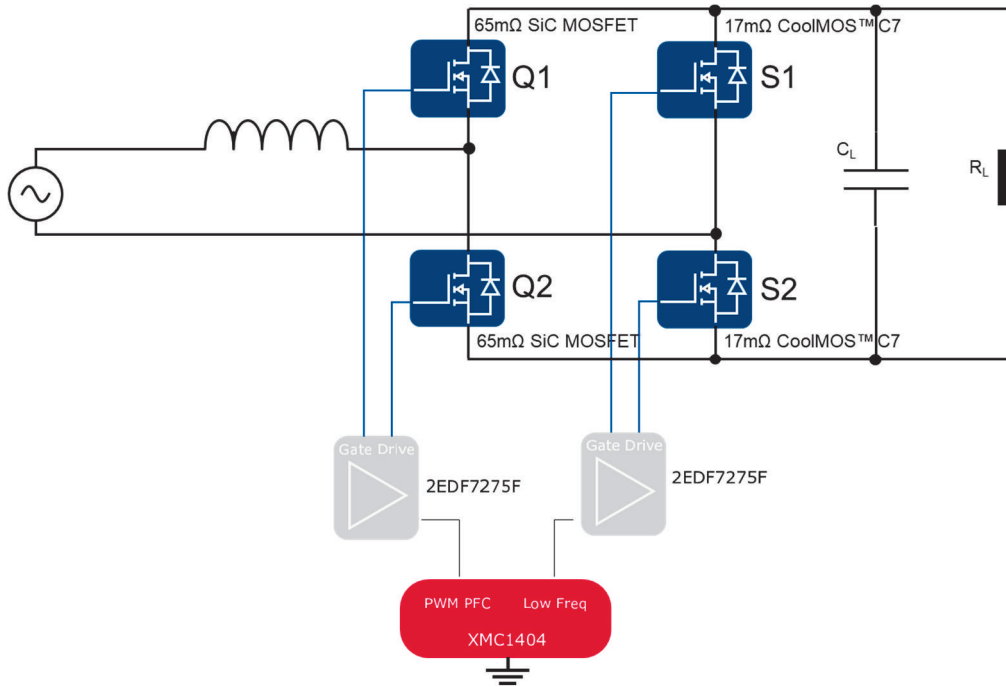 65mΩ SiC MOSFET
17mΩ CoolMOS™ C7
Q1
S1
CL
RL
Q2
S2
65mΩ SiC MOSFET
17mΩ CoolMOS™ C7
Gate Drive
2EDF7275F
Gate Drive
2EDF7275F
PWM PFC
Low Freq
XMC1404